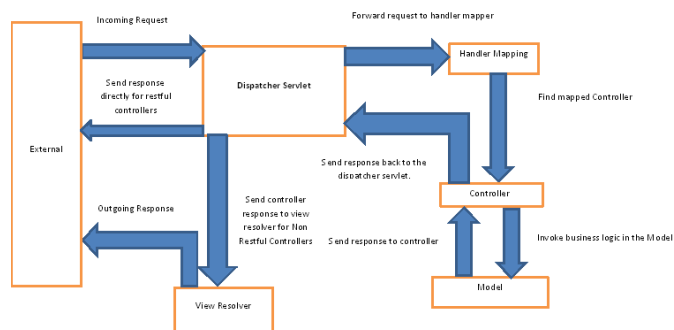 Incoming Request
Forward request to handler mapper
Handler Mapping
Dispatcher Servlet
Send response
directly for restful
controllers
Find mapped Controller
External
Send response back to the
dispatcher servlet.
Controller
Outgoing Response
Send controller
response to view
resolver for Non
Restful Controllers
Send response to controller
Invoke business logic in the Model
Model
View Resolver